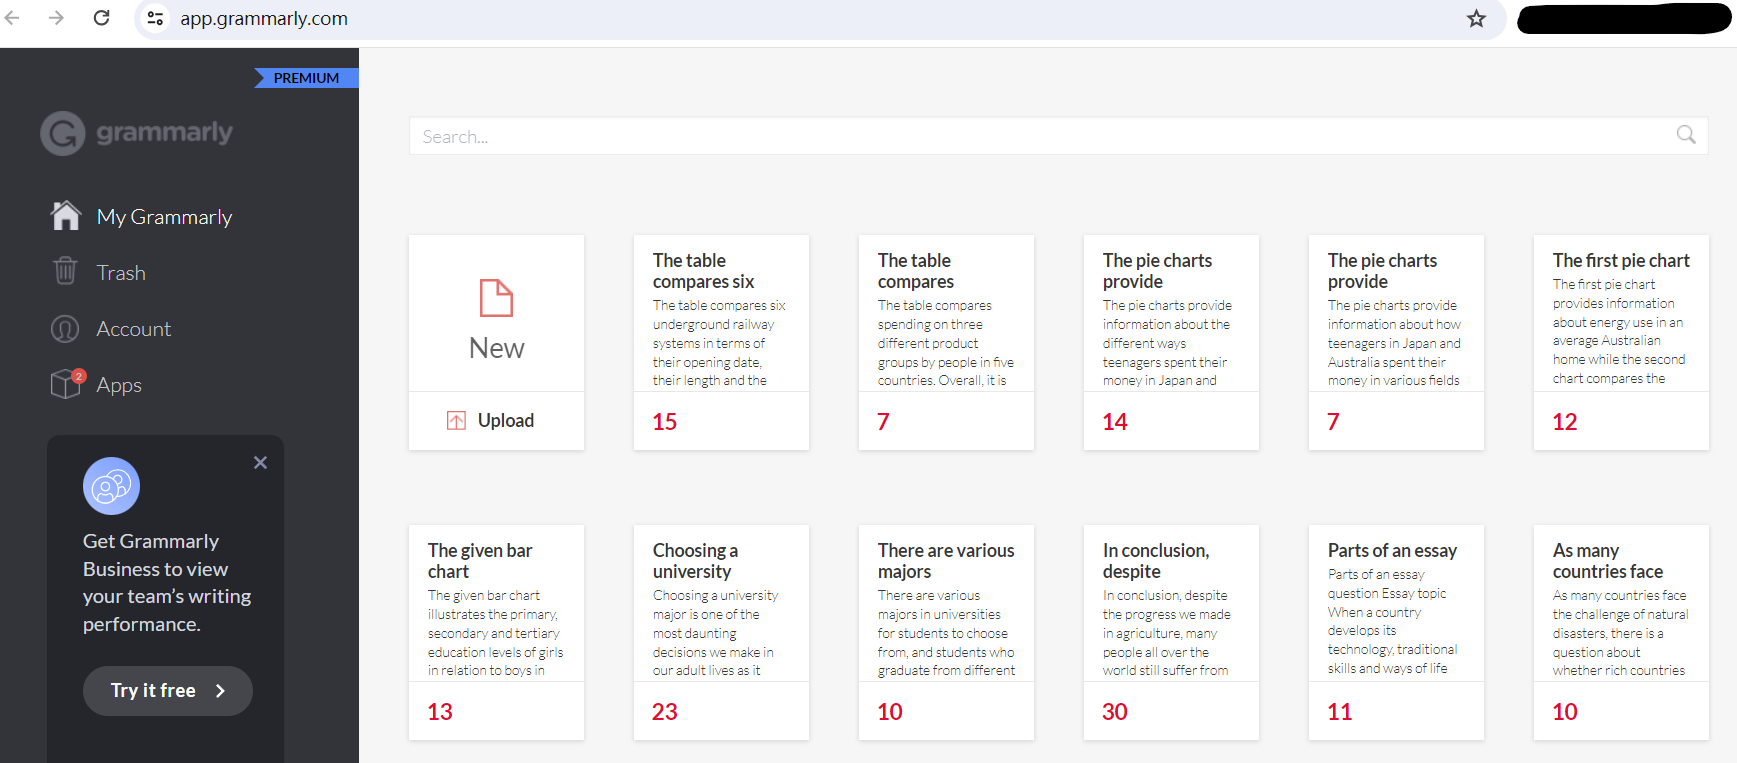 app.grammarly.com
PREMIUM
grammarly
My Grammarly
Trash
Account
2
Apps
Get Grammarly
Business to view
your team's writing
performance.
Try it free
Search...
New
Upload
The table
compares six
The table compares six
underground railway
systems in terms of
their opening date,
their length and the
15
The table
compares
The table compares
spending on three
different product
groups by people in five
countries. Overall, it is
7
The pie charts
provide
The pie charts provide
information about the
different ways
teenagers spent their
money in Japan and
14
The pie charts
provide
The pie charts provide
information about how
teenagers in Japan and
Australia spent their
money in various fields
7
The first pie chart
The first pie chart
provides information
about energy use in an
average Australian
home while the second
chart compares the
12
The given bar
chart
The given bar chart
illustrates the primary,
secondary and tertiary
education levels of girls
in relation to boys in
13
Choosing a
university
Choosing a university
major is one of the
most daunting
decisions we make in
our adult lives as it
23
There are various
majors
There are various
majors in universities
for students to choose
from, and students who
graduate from different
10
In conclusion,
despite
In conclusion, despite
the progress we made
in agriculture, many
people all over the
world still suffer from
30
Parts of an essay
Parts of an essay
question Essay topic
When a country
develops its
technology, traditional
skills and ways of life
11
As many
countries face
As many countries face
the challenge of natural
disasters, there is a
question about
whether rich countries
10